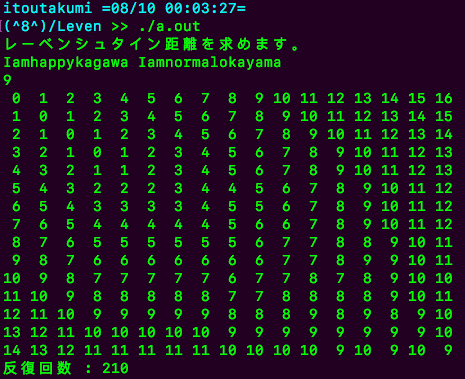 itoutakumi =08/10 00:03:27=
(^8^)/Leven >> ./a.out
レーベンシュタイン距離を求めます。
Iamhappykagawa Iamnormalokayama
9
0 1 2 3 4 5 6 7 8 9 10 11 12 13 14 15 16
1 0 1 2 3 4 5 6 7 8 9 10 11 12 13 14 15
2 1 0 1 2 3 4 5 6 7 8 9 10 11 12 13 14
3 2 1 0 1 2 3 4 5 6 7 8 9 10 11 12 13
4 3 2 1 1 2 3 4 5 6 7 8 9 10 11 12 13
5 4 3 2 2 2 3 4 4 5 6 7 8 9 10 11 12
6 5 4 3 3 3 3 4 5 5 6 7 8 9 10 11 12
7 6 5 4 4 4 4 4 5 6 6 7 8 9 10 11 12
8 7 6 5 5 5 5 5 5 6 7 7 8 8 9 10 11
9 8 7 6 6 6 6 6 6 6 7 7 8 9 9 10 11
10 9 8 7 7 7 7 7 6 7 7 8 7 8 9 10 10
11 10 9 8 8 8 8 8 7 7 8 8 8 8 9 10 11
12 11 10 9 9 9 9 9 8 8 8 9 8 9 8 9 10
13 12 11 10 10 10 10 10 9 9 9 9 9 9 9 9 10
14 13 12 11 11 11 11 11 10 10 10 10 9 10 9 10 9
反復回数 : 210